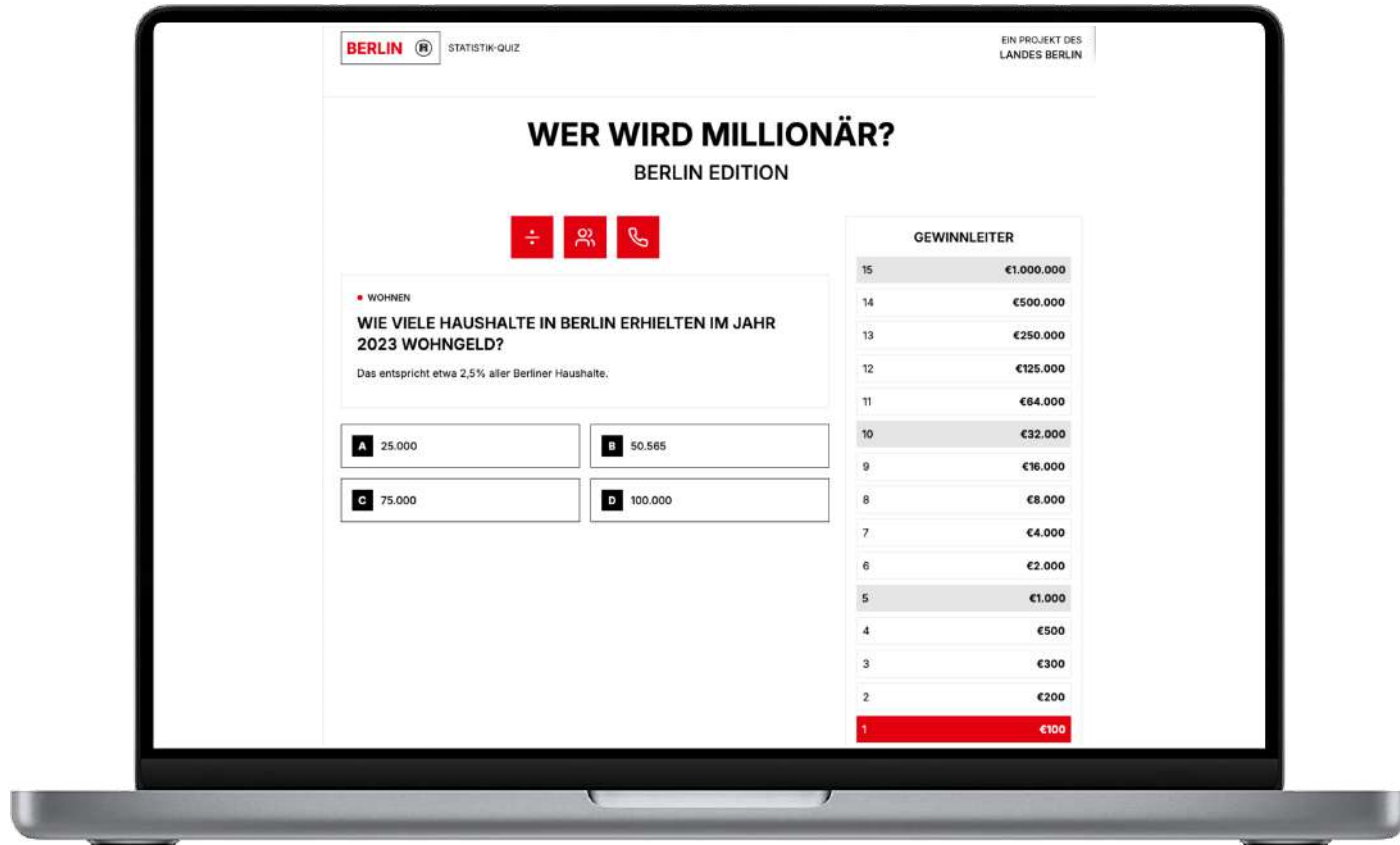 BERLIN STATISTIK-QUIZ
EIN PROJEKT DES
LANDES BERLIN
WER WIRD MILLIONÄR?
BERLIN EDITION
WOHNEN
WIE VIELE HAUSHALTE IN BERLIN ERHIELTEN IM JAHR
2023 WOHNGELD?
Das entspricht etwa 2,5% aller Berliner Haushalte.
A 25.000
B 50.565
C 75.000
D 100.000
GEWINNLEITER
15 €1.000.000
14 €500.000
13 €250.000
12 €125.000
11 €64.000
10 €32.000
9 €16.000
8 €8.000
7 €4.000
6 €2.000
5 €1.000
4 €500
3 €300
2 €200
1 €100